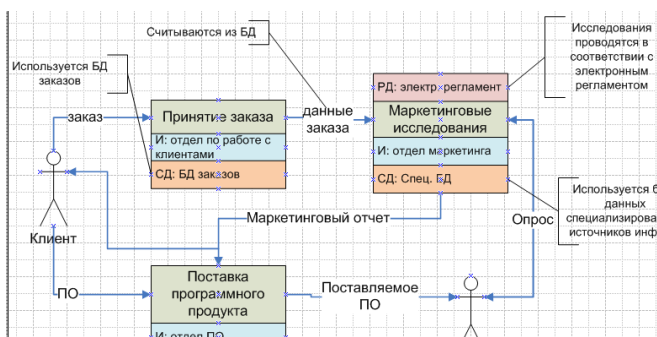 Считываются из БД
Исследования
проводятся в
соответствии с
электронным
регламентом
Используется БД
заказов
РД: электр. регламент
заказ
Принятие заказа
данные
заказа
Маркетинговые
исследования
И: отдел по работе с
клиентами
И: отдел маркетинга
СД: БД заказов
СД: Спец. БД
Используется б
данных
специализирова
источников инф
Маркетинговый отчет
Опрос
Клиент
ПО
Поставка
программного
продукта
Поставляемое
ПО
И: отдел ПО